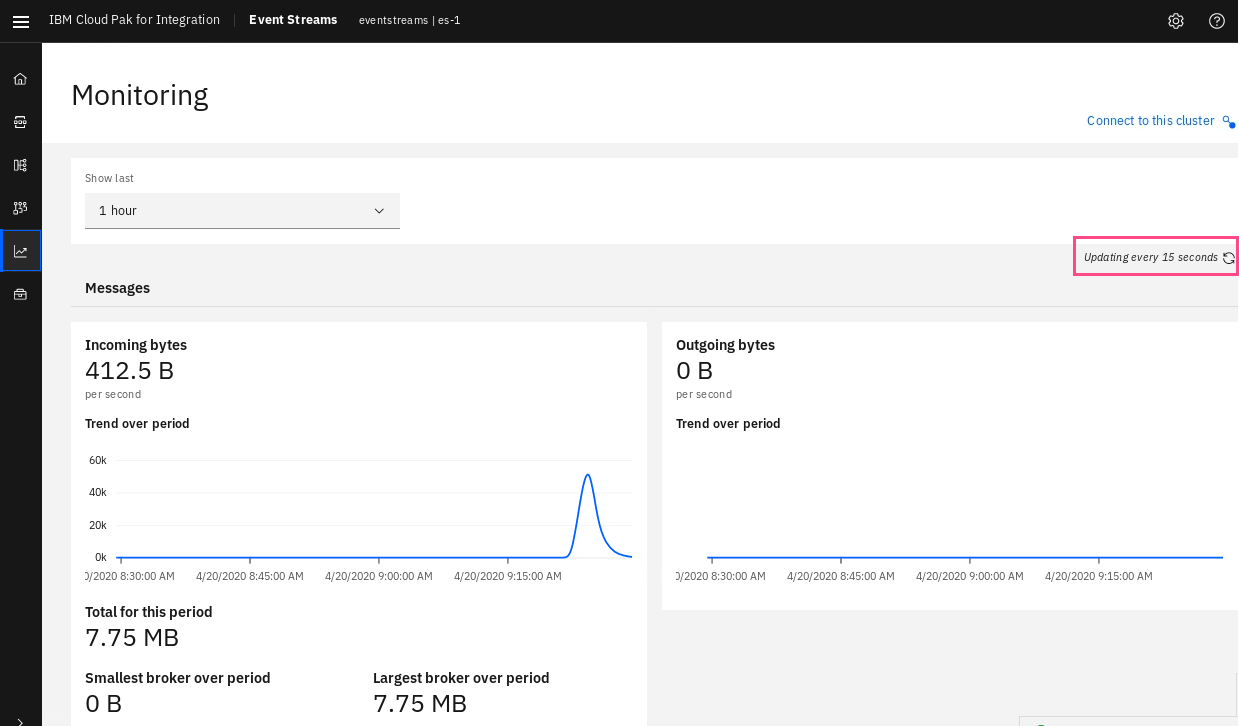 IBM Cloud Pak for Integration
Event Streams
eventstreams | es-1
Monitoring
Connect to this cluster
Show last
1 hour
Updating every 15 seconds
Messages
Incoming bytes
412.5 B
per second
Trend over period
60k
40k
20k
0k
0/2020 8:30:00 AM
4/20/2020 8:45:00 AM
4/20/2020 9:00:00 AM
4/20/2020 9:15:00 AM
Total for this period
7.75 MB
Smallest broker over period
0 B
Largest broker over period
7.75 MB
Outgoing bytes
0 B
per second
Trend over period
0/2020 8:30:00 AM
4/20/2020 8:45:00 AM
4/20/2020 9:00:00 AM
4/20/2020 9:15:00 AM